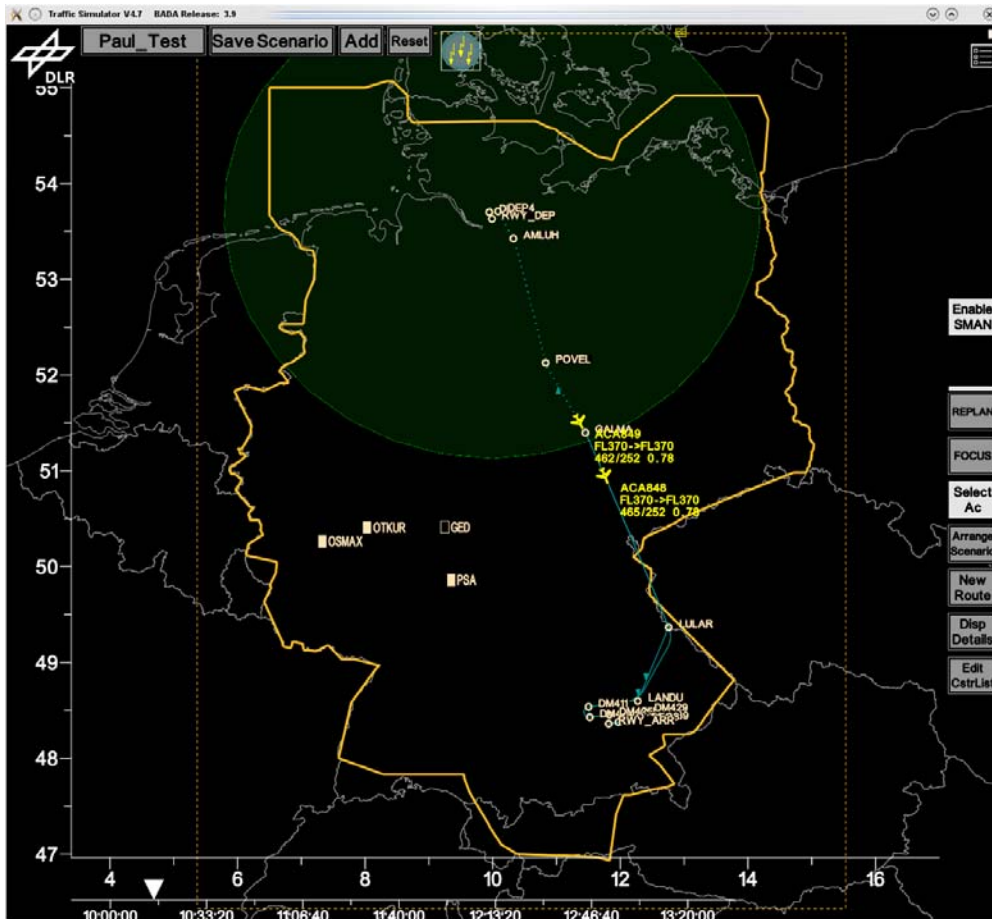 Traffic Simulator V4.7 BADA Release: 3.9
Paul_Test Save Scenario Add Reset
DLR
55
54
RWY_DEP
AMLUH
53
Enable
SMAN
52
POVEL
REPLAN
ACA849
FL370->FL370
462/252 0.78
FOCUS
51
ACA848
FL370->FL370
465/252 0.78
Select
Ac
OTKUR
GED
OSMAX
Arrange
Scenario
50
PSA
New
Route
LULAR
Disp
Details
49
Edit
CstrList
LANDU
DM411
DM429
RWY_ARR
48
47
4 6 8 10 12 14 16
10:00:00 10:33:20 11:06:40 11:40:00 12:13:20 12:46:40 13:20:00